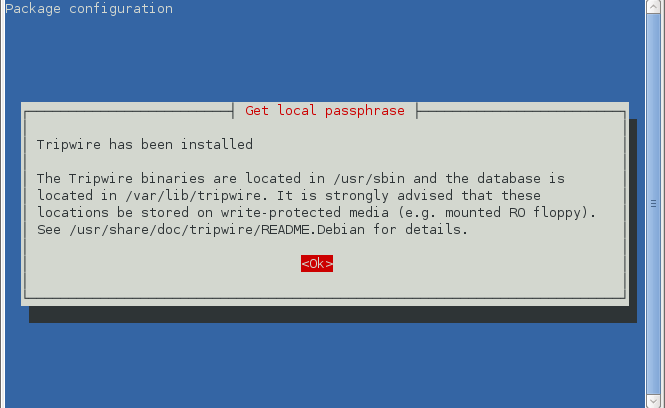 Package configuration
Get local passphrase
Tripwire has been installed
The Tripwire binaries are located in /usr/sbin and the database is
located in /var/lib/tripwire. It is strongly advised that these
locations be stored on write-protected media (e.g. mounted RO floppy).
See /usr/share/doc/tripwire/README.Debian for details.
<Ok>